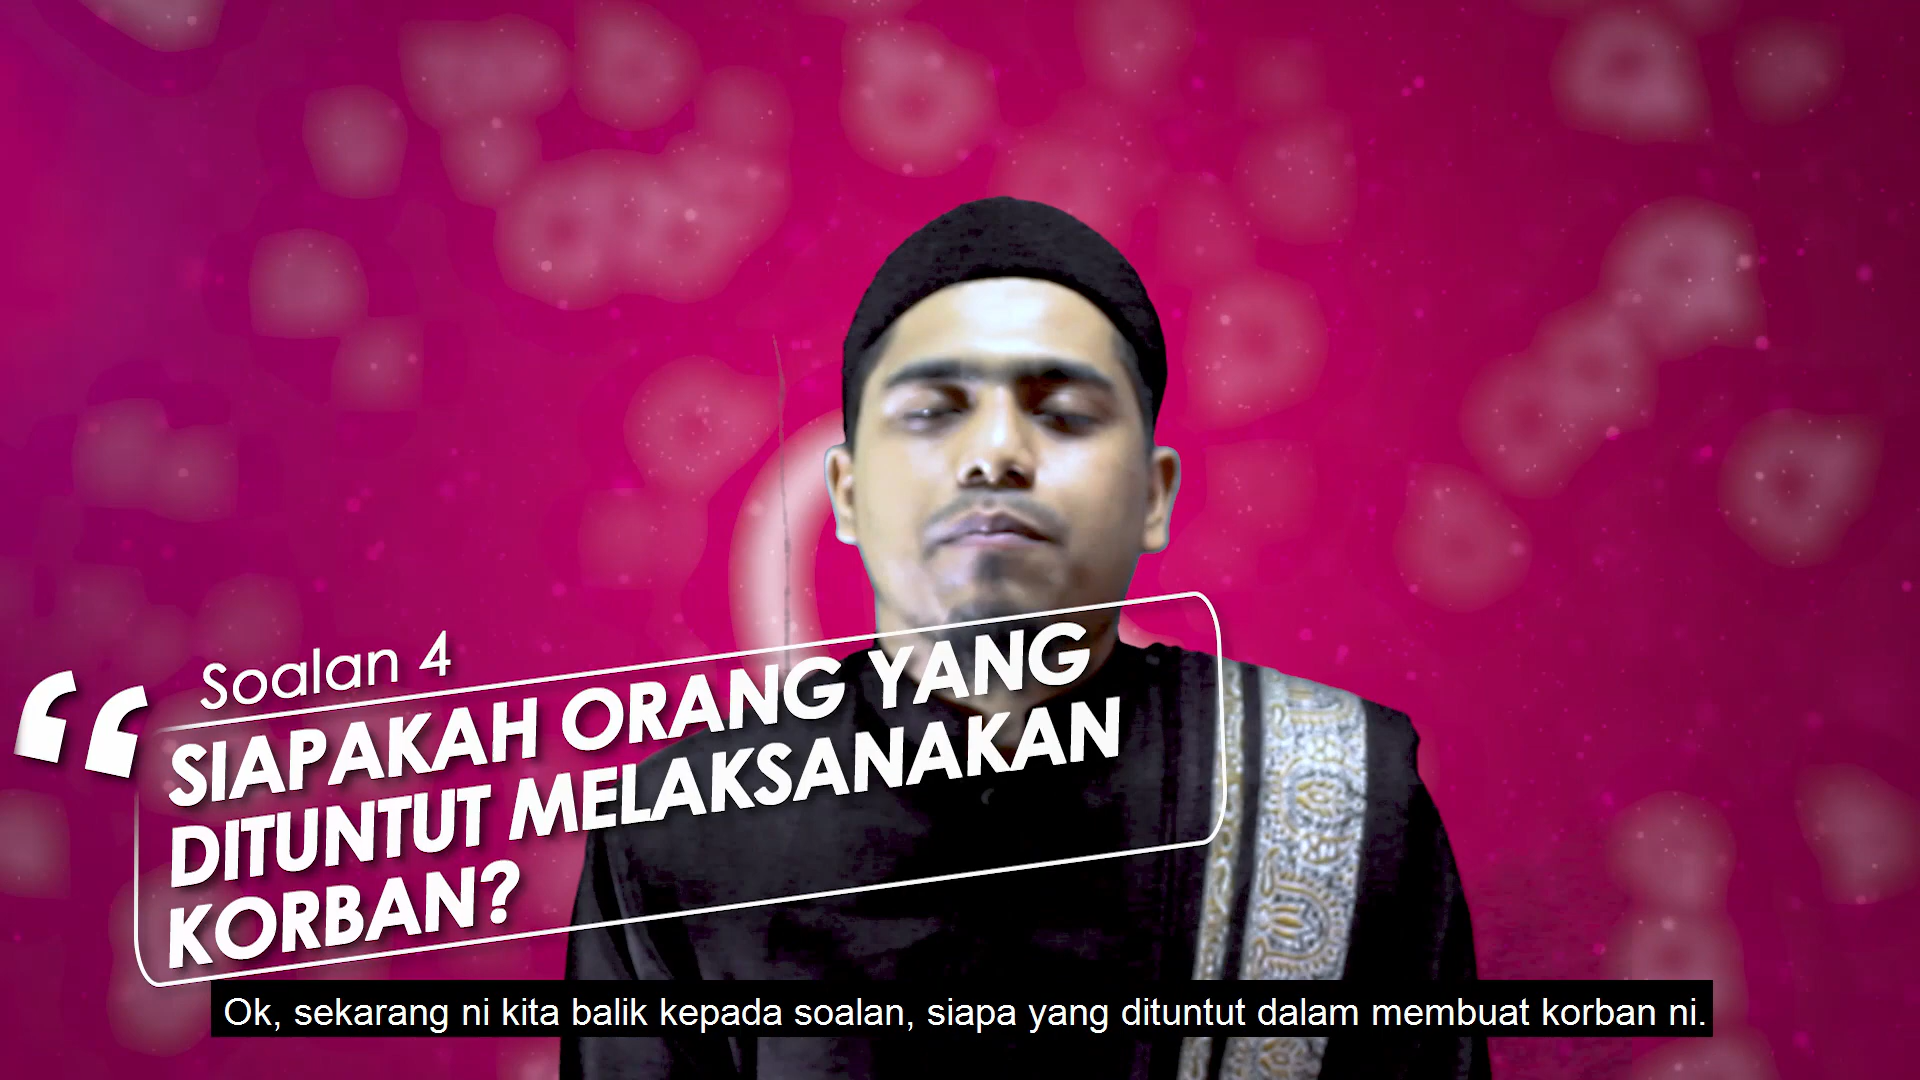 Soalan 4
“
SIAPAKAH ORANG YANG
DITUNTUT MELAKSANAKAN
KORBAN?
Ok, sekarang ni kita balik kepada soalan, siapa yang dituntut dalam membuat korban ni.